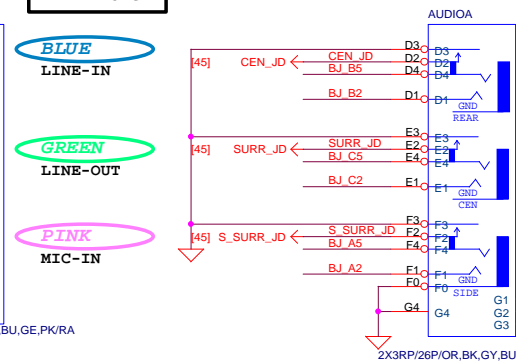 AUDIOA
BLUE
LINE-IN
[45] CEN_JD
CEN_JD
BJ_B5
BJ_B2
D3 D3
D2 D2
D4 D4
D1 D1
GND
REAR
GREEN
LINE-OUT
[45] SURR_JD
SURR_JD
BJ_C5
BJ_C2
E3 E3
E2 E2
E4 E4
E1 E1
GND
CEN
PINK
MIC-IN
[45] S_SURR_JD
S_SURR_JD
BJ_A5
BJ_A2
F3 F3
F2 F2
F4 F4
F1 F1
GND
F0 F0
SIDE
G4 G4
G1
G2
G3
BU,GE,PK/RA
2X3RP/26P/OR,BK,GY,BU